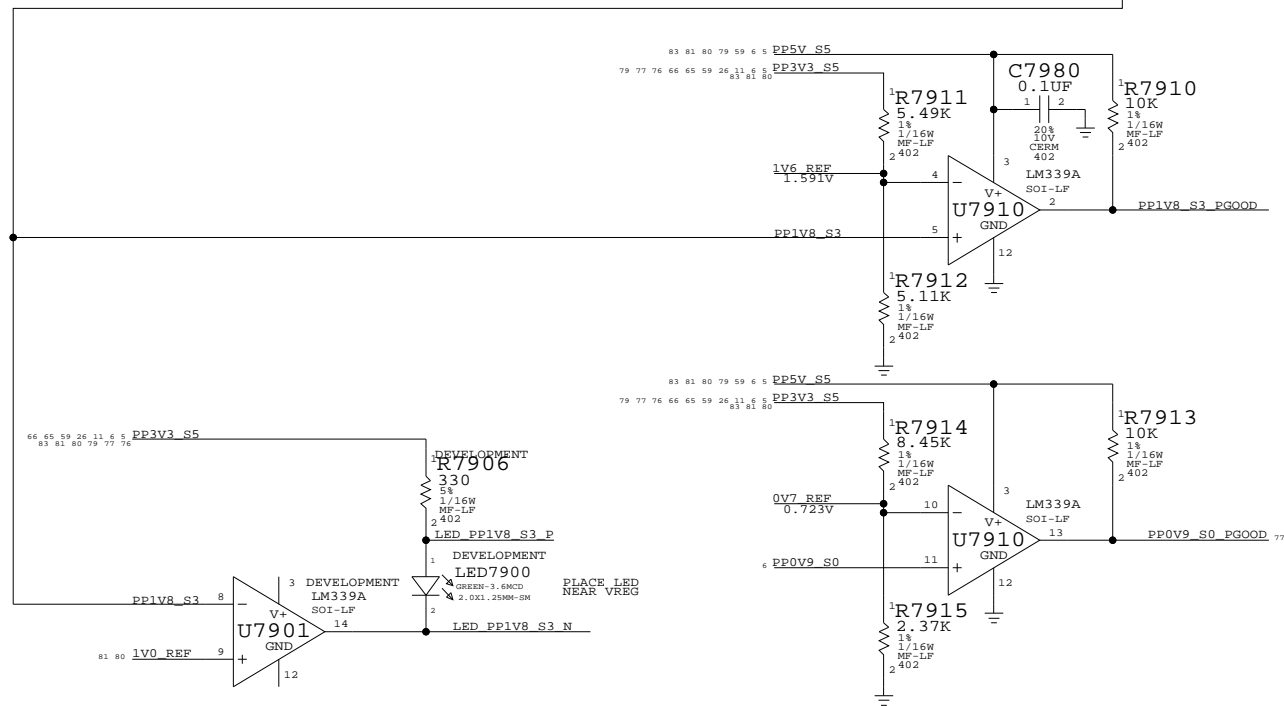 83 81 80 79 59 6 5 PP5V_S5
79 77 76 66 65 59 26 11 6 5 PP3V3_S5
83 81 80
1
R7911
5.49K
1%
1/16W
MF-LF
2 402
C7980
0.1UF
1 2
20%
10V
CERM
402
1
R7910
10K
1%
1/16W
MF-LF
2 402
1V6_REF
1.591V
4 -
3
V+
LM339A
SOI-LF
U7910
GND
2
PP1V8_S3_PGOOD
PP1V8_S3
5 +
12
1
R7912
5.11K
1%
1/16W
MF-LF
2 402
83 81 80 79 59 6 5 PP5V_S5
79 77 76 66 65 59 26 11 6 5 PP3V3_S5
83 81 80
1
R7914
8.45K
1%
1/16W
MF-LF
2 402
1
R7913
10K
1%
1/16W
MF-LF
2 402
0V7_REF
0.723V
10 -
3
V+
LM339A
SOI-LF
U7910
GND
13
PP0V9_S0_PGOOD 77
6 PP0V9_S0
11 +
12
1
R7915
2.37K
1%
1/16W
MF-LF
2 402
66 65 59 26 11 6 5 PP3V3_S5
83 81 80 79 77 76
DEVELOPMENT
1
R7906
330
5%
1/16W
MF-LF
2 402
LED_PP1V8_S3_P
DEVELOPMENT
1
LED7900
GREEN-3.6MCD
2.0X1.25MM-SM
2
PLACE LED
NEAR VREG
PP1V8_S3
8 -
3
V+
DEVELOPMENT
LM339A
SOI-LF
U7901
GND
14
LED_PP1V8_S3_N
81 80 1V0_REF
9 +
12